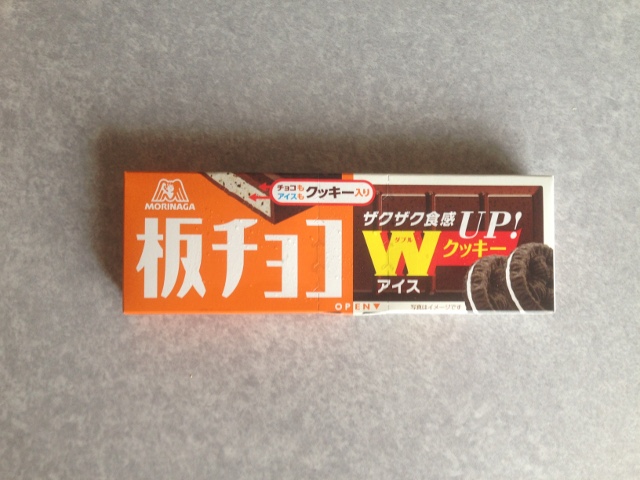 MORINAGA
板チョコ
チョコも
アイスも
クッキー入り
ザクザク食感 UP!
ダブル
W
クッキー
アイス
OPEN▼
写真はイメージです